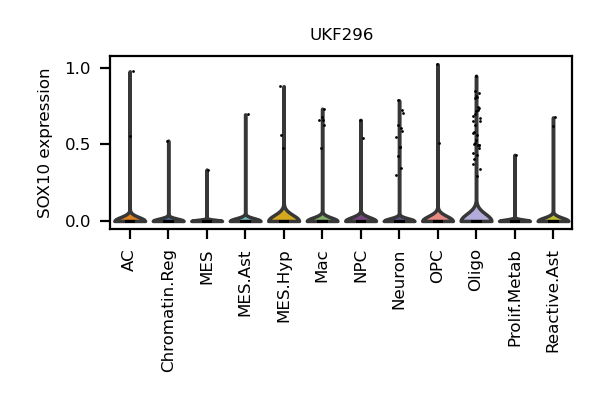 UKF296
SOX10 expression
1.0
0.5
0.0
AC
Chromatin.Reg
MES
MES.Ast
MES.Hyp
Mac
NPC
Neuron
OPC
Oligo
Prolif.Metab
Reactive.Ast